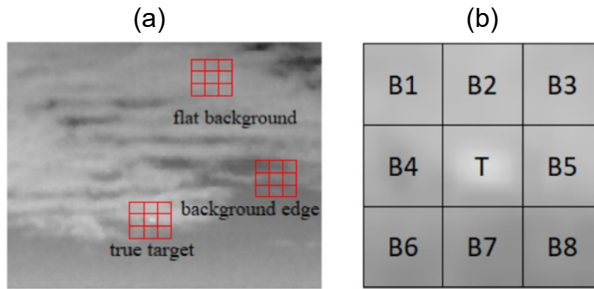 (a)
(b)
flat background
background edge
true target
B1 B2 B3
B4 T B5
B6 B7 B8